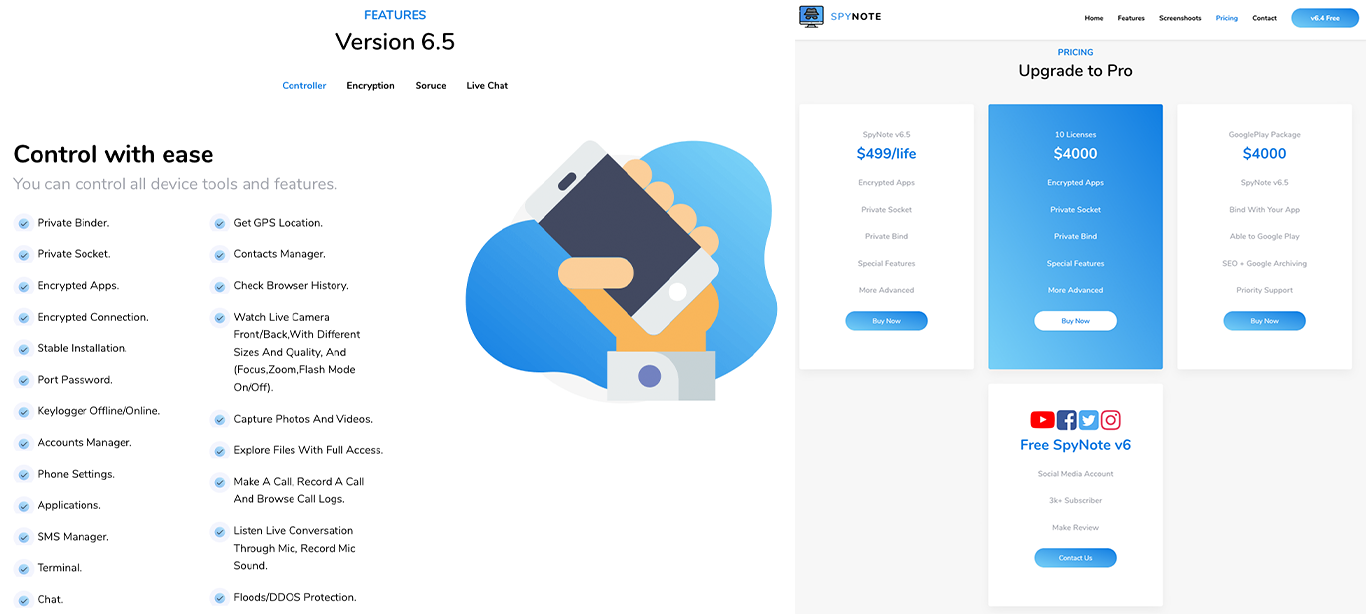 FEATURES
Version 6.5
Controller
Encryption
Soruce
Live Chat
Control with ease
You can control all device tools and features.
Private Binder.
Private Socket.
Encrypted Apps.
Encrypted Connection.
Stable Installation.
Port Password.
Keylogger Offline/Online.
Accounts Manager.
Phone Settings.
Applications.
SMS Manager.
Terminal.
Chat.
Get GPS Location.
Contacts Manager.
Check Browser History.
Watch Live Camera
Front/Back,With Different
Sizes And Quality, And
(Focus,Zoom,Flash Mode
On/Off).
Capture Photos And Videos.
Explore Files With Full Access.
Make A Call, Record A Call
And Browse Call Logs.
Listen Live Conversation
Through Mic, Record Mic
Sound.
Floods/DDOS Protection.
SPYNOTE
Home
Features
Screenshoots
Pricing
Contact
v6.4 Free
PRICING
Upgrade to Pro
SpyNote v6.5
$499/life
Encrypted Apps
Private Socket
Private Bind
Special Features
More Advanced
Buy Now
10 Licenses
$4000
Encrypted Apps
Private Socket
Private Bind
Special Features
More Advanced
Buy Now
GooglePlay Package
$4000
SpyNote v6.5
Bind With Your App
Able to Google Play
SEO + Google Archiving
Priority Support
Buy Now
Free SpyNote v6
Social Media Account
3k+ Subscriber
Make Review
Contact Us